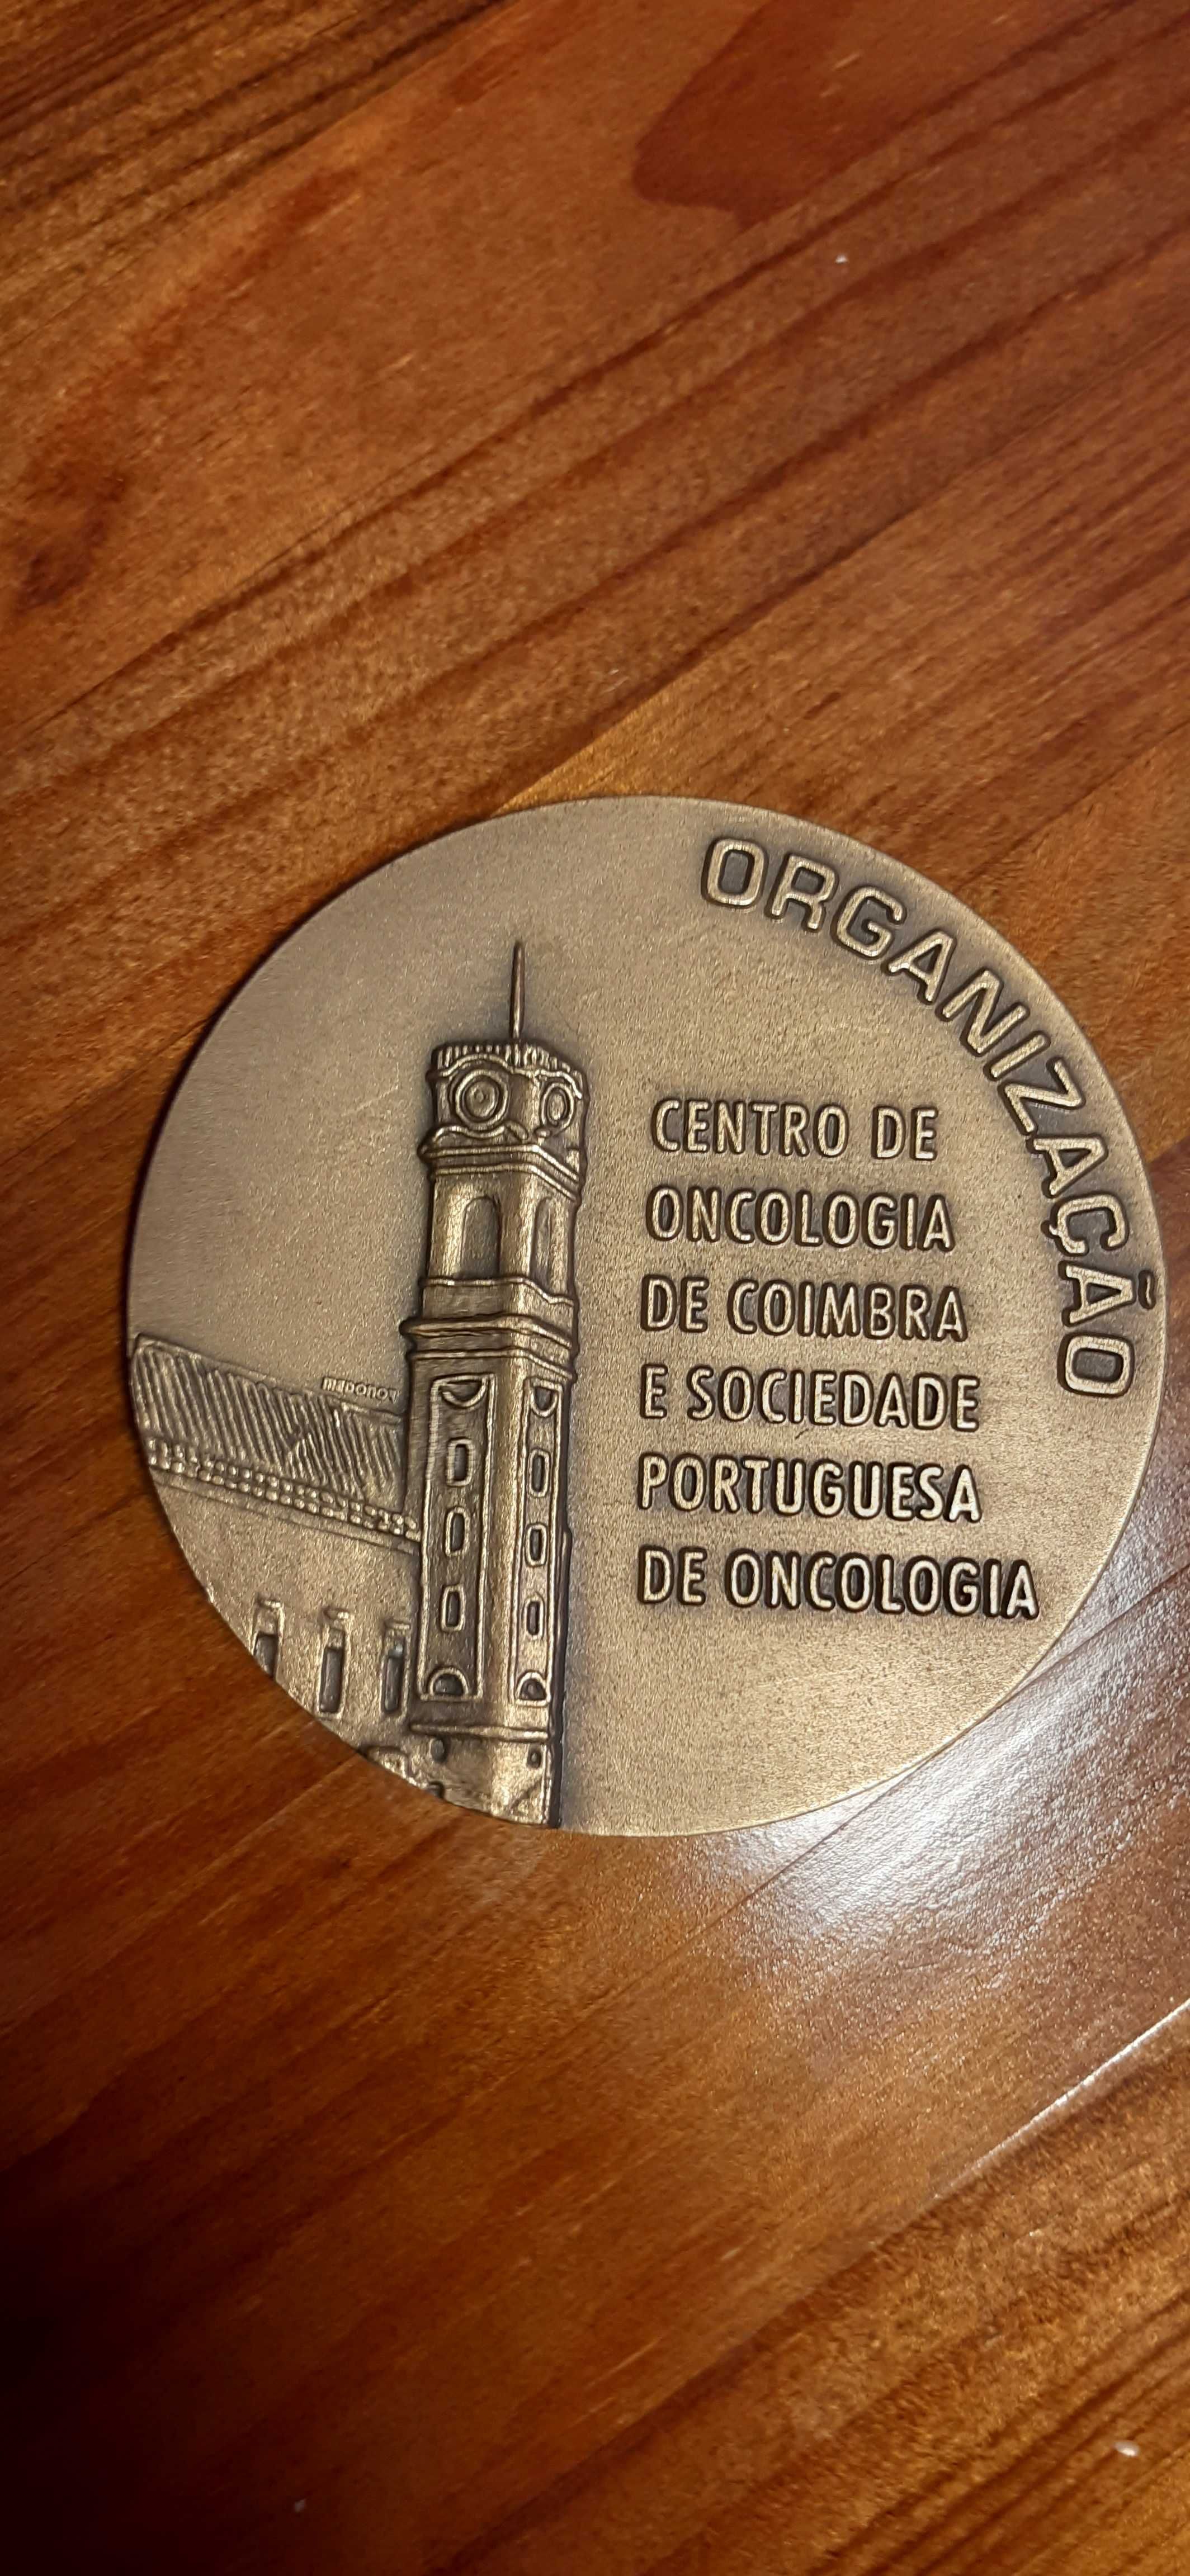 ORGANIZAÇÃO
CENTRO DE
ONCOLOGIA
DE COIMBRA
E SOCIEDADE
PORTUGUESA
DE ONCOLOGIA